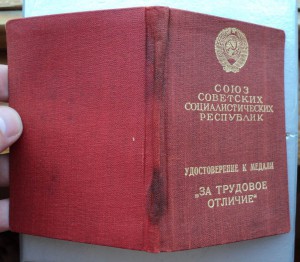 СОЮЗ
СОВЕТСКИХ
СОЦИАЛИСТИЧЕСКИХ
РЕСПУБЛИК
УДОСТОВЕРЕНИЕ К МЕДАЛИ
„ЗА ТРУДОВОЕ
ОТЛИЧИЕ“